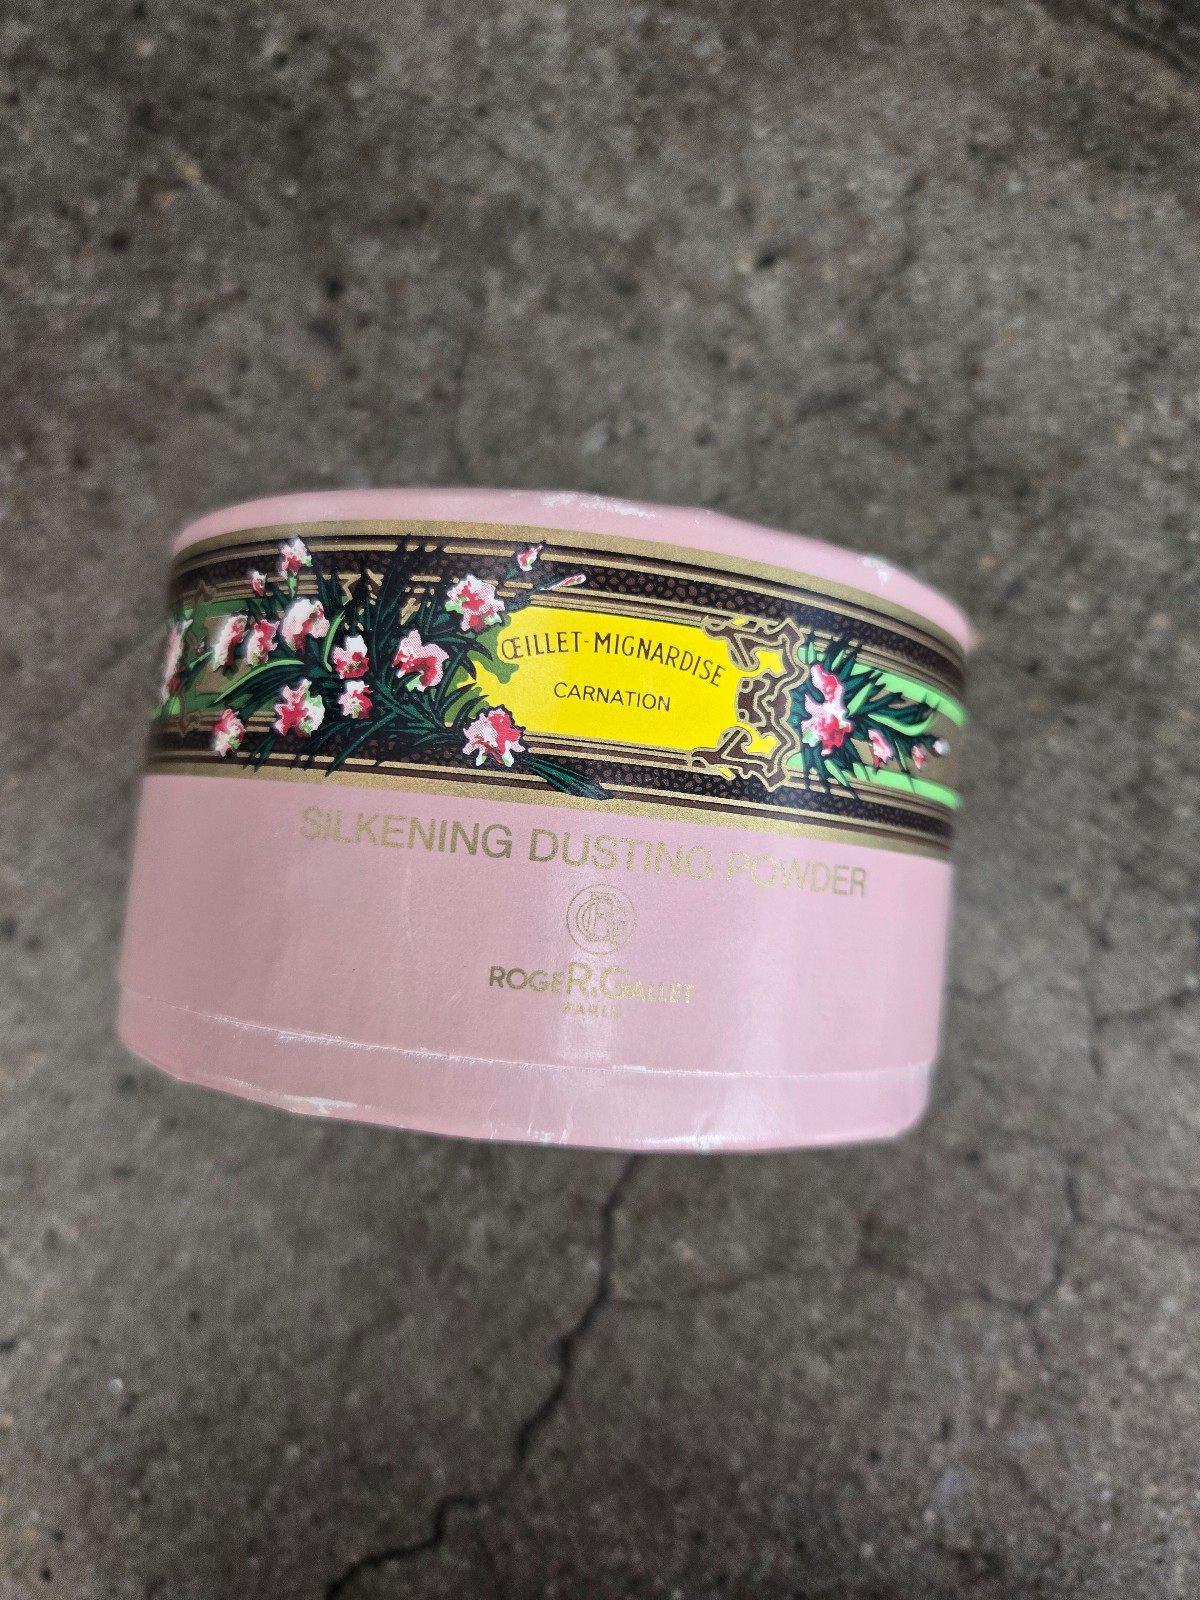 ŒILLET-MIGNARDISE
CARNATION
SILKENING DUSTING POWDER
ROGER.GALLET
PARIS